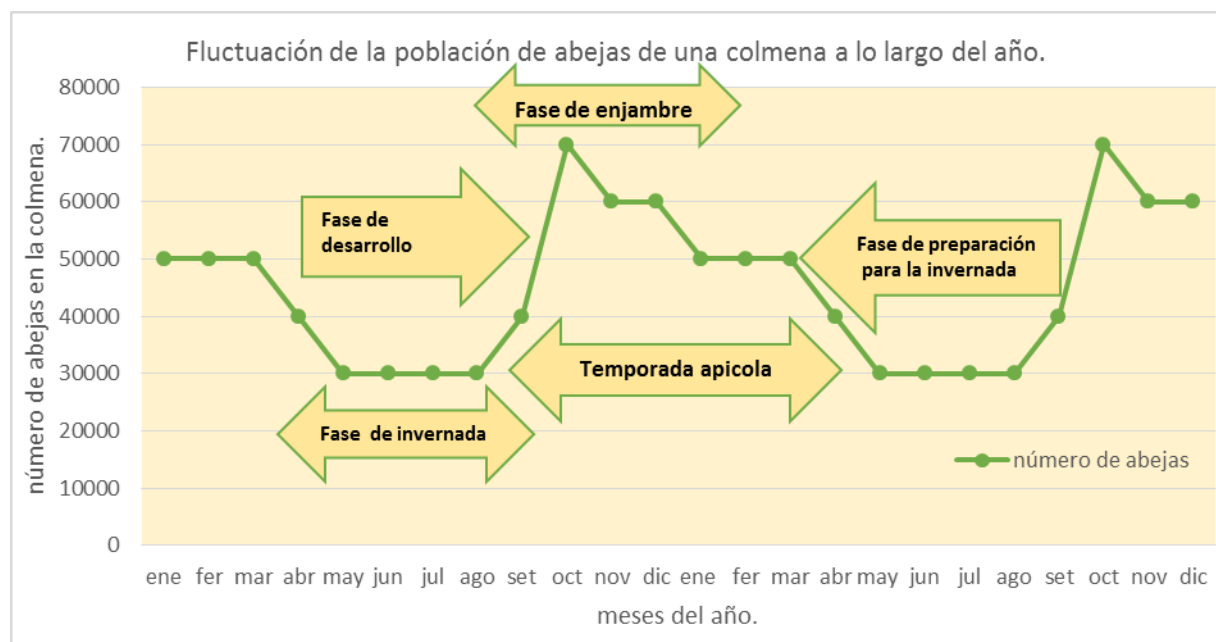 Fluctuación de la población de abejas de una colmena a lo largo del año.
número de abejas en la colmena.
80000
70000
60000
50000
40000
30000
20000
10000
0
Fase de enjambre
Fase de
desarrollo
Fase de preparación
para la invernada
Temporada apicola
Fase de invernada
número de abejas
ene fer mar abr may jun jul ago set oct nov dic ene fer mar abr may jun jul ago set oct nov dic
meses del año.